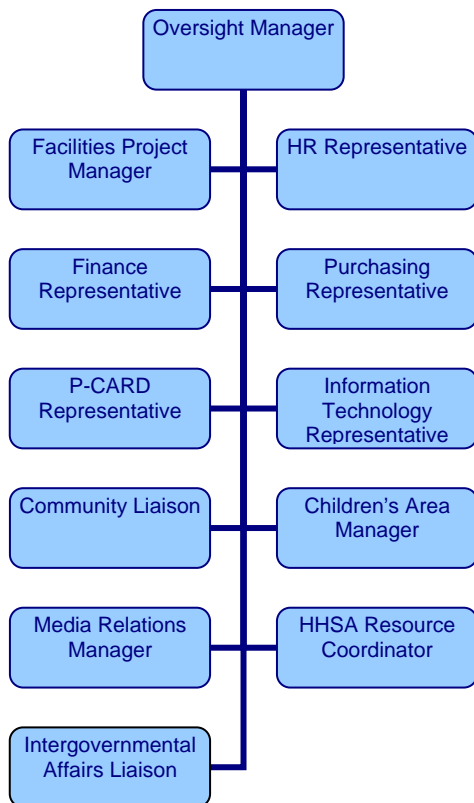 Oversight Manager
Facilities Project
Manager
HR Representative
Finance
Representative
Purchasing
Representative
P-CARD
Representative
Information
Technology
Representative
Community Liaison
Children's Area
Manager
Media Relations
Manager
HHSA Resource
Coordinator
Intergovernmental
Affairs Liaison